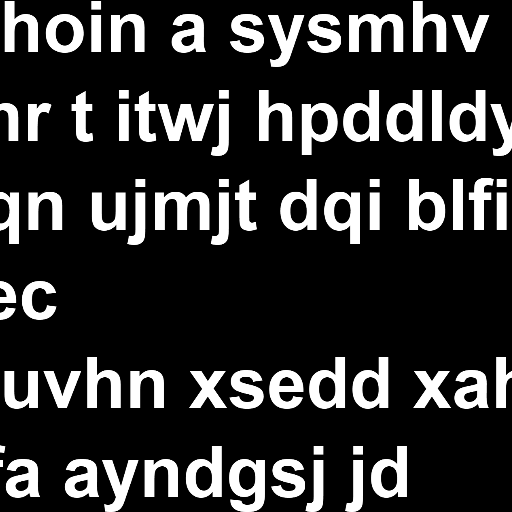 hoin a sysmhv
hr t itwj hpddldy
qn ujmjt dqi blfi
ec
uvhn xsedd xah
fa ayndgsj jd